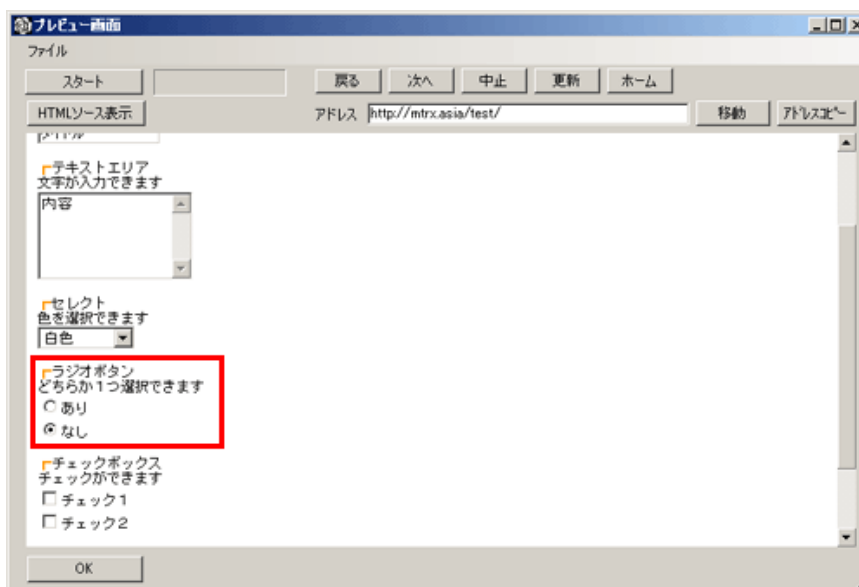 プレビュー画面
ファイル
スタート 戻る 次へ 中止 更新 ホーム
HTMLソース表示 アドレス http://mtrx.asia/test/ 移動 アドレスコピー
タイトル
┏テキストエリア
文字が入力できます
内容
┏セレクト
色を選択できます
白色
┏ラジオボタン
どちらか1つ選択できます
あり
なし
┏チェックボックス
チェックができます
チェック1
チェック2
OK